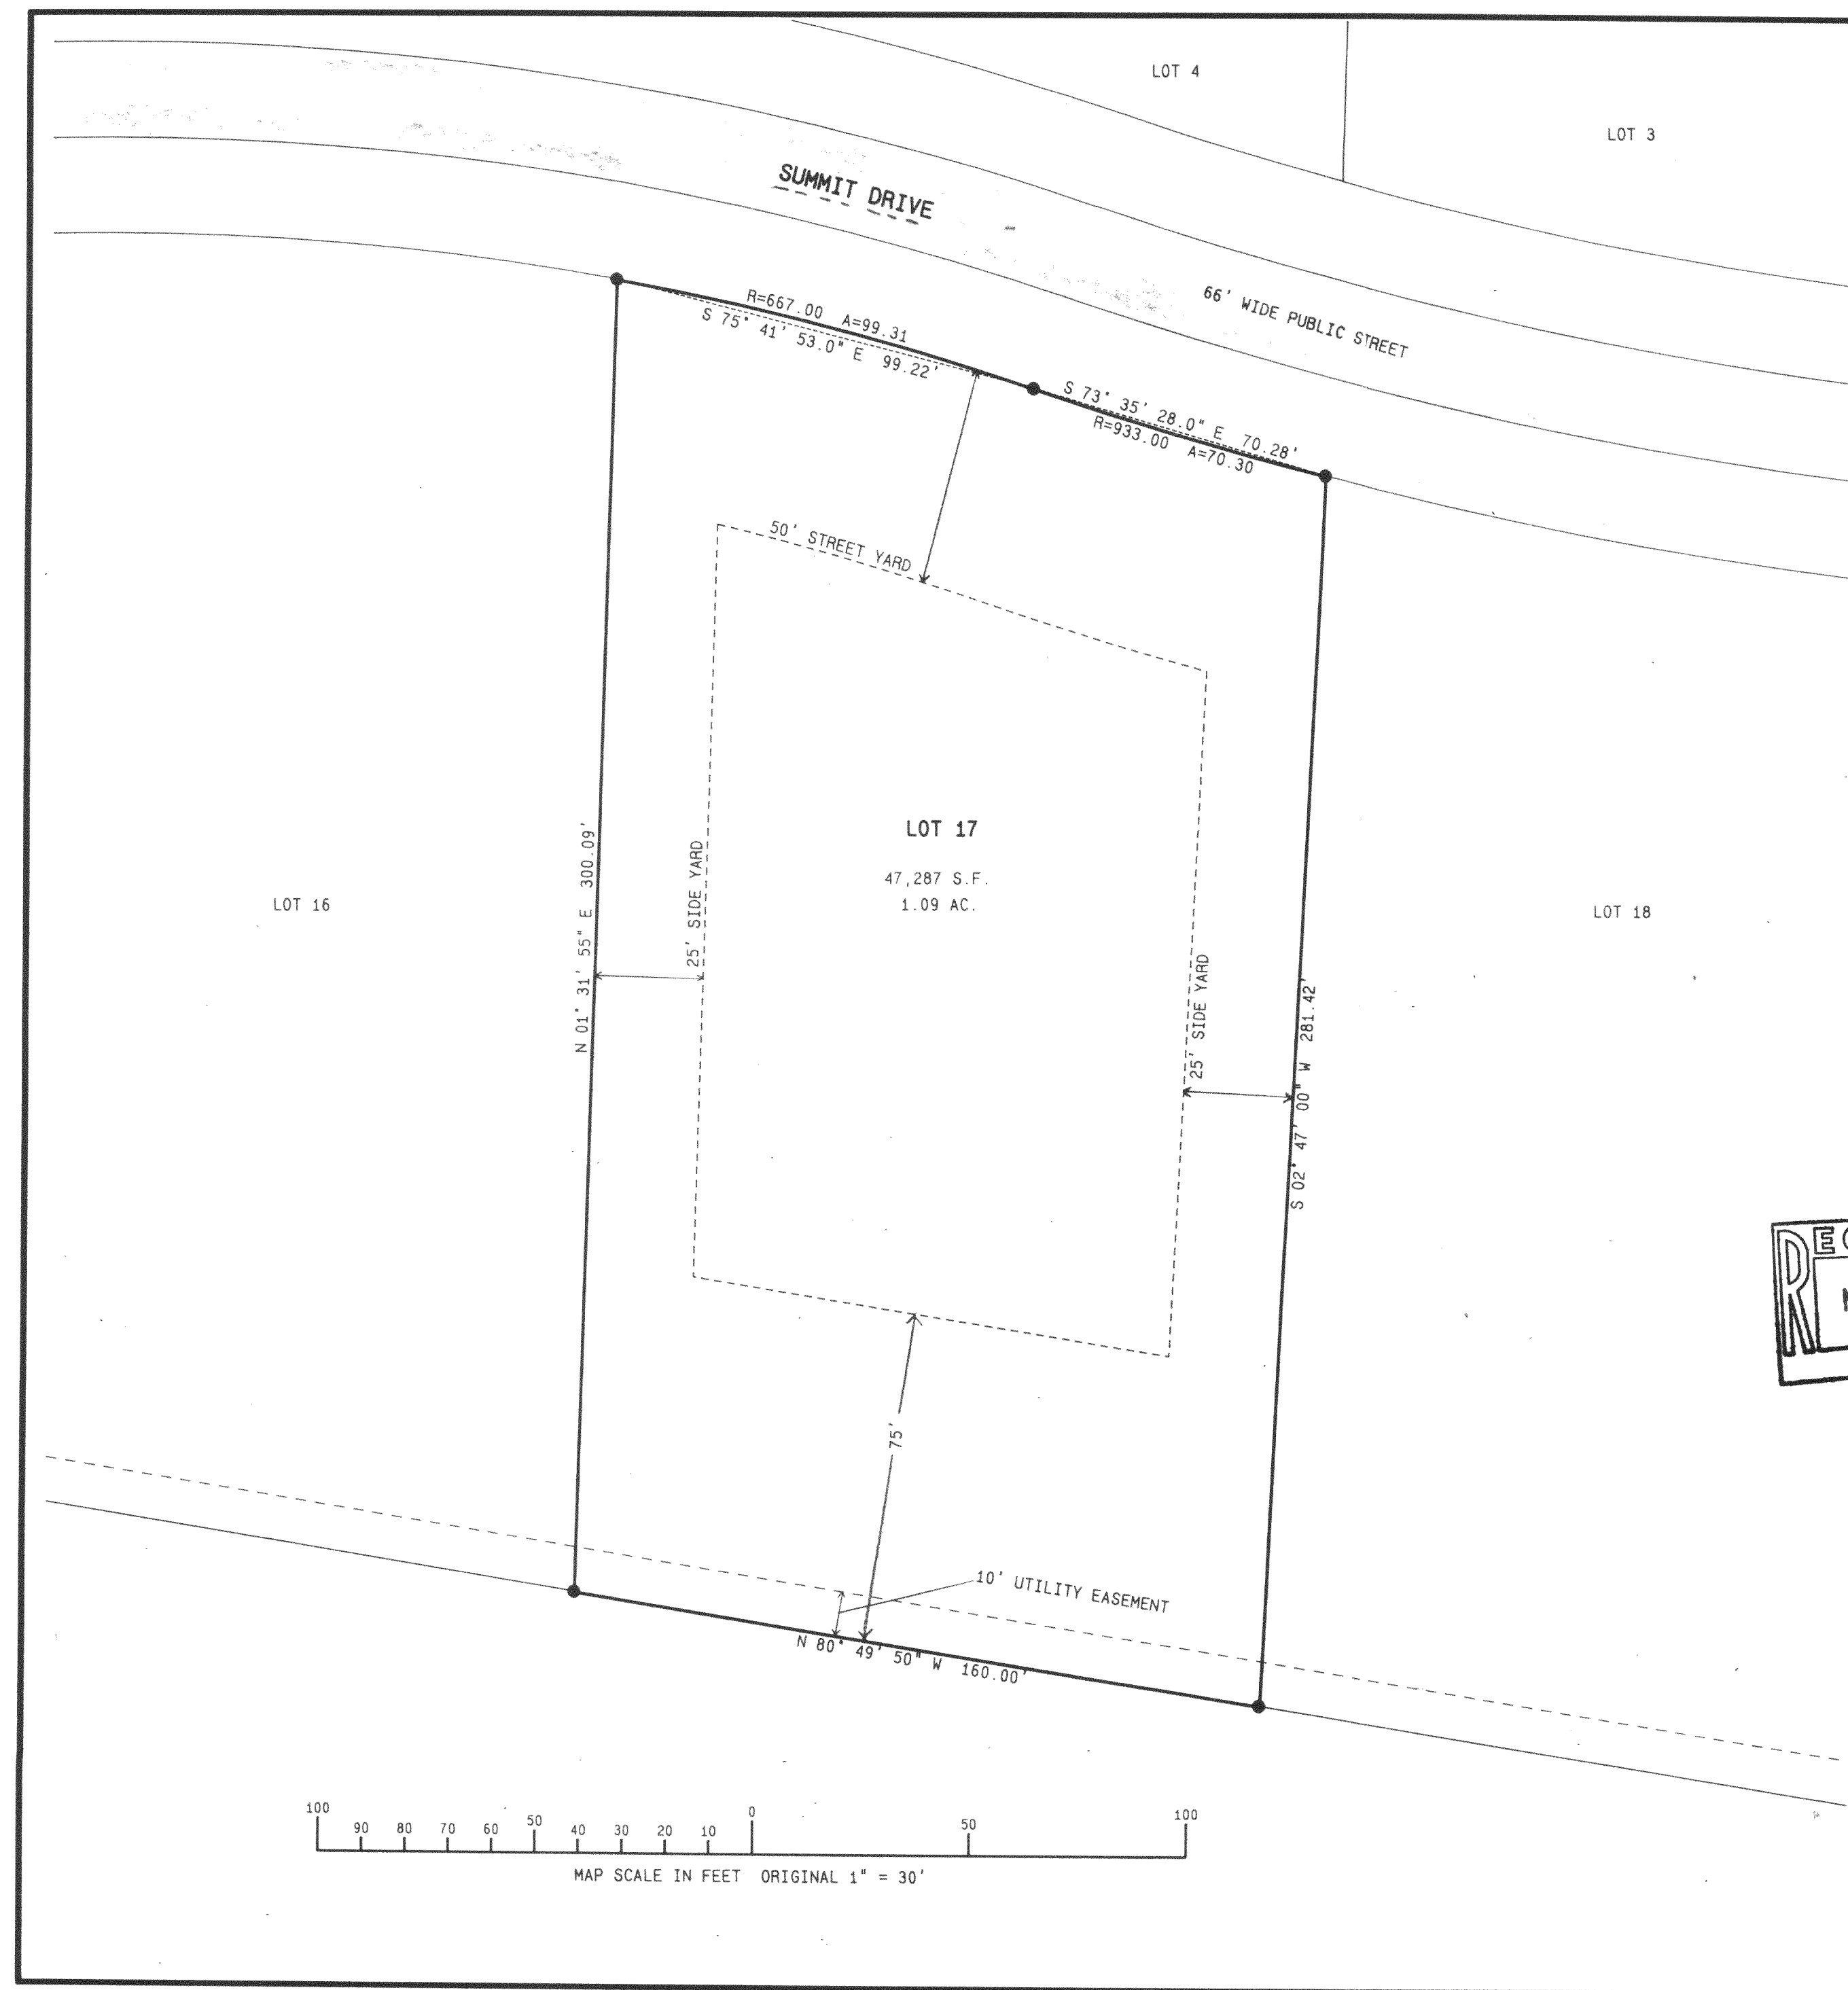 LOT 4
LOT 3
SUMMIT DRIVE
66' WIDE PUBLIC STREET
R=667.00 A=99.31
S 75° 41' 53.0" E 99.22'
S 73° 35' 28.0" E 70.28'
R=933.00 A=70.30
50' STREET YARD
LOT 17
47,287 S.F.
1.09 AC.
N 01° 31' 55" E 300.09'
25' SIDE YARD
LOT 16
LOT 18
25' SIDE YARD
S 02° 47' 00" W 281.42'
75'
10' UTILITY EASEMENT
N 80° 49' 50" W 160.00'
100 90 80 70 60 50 40 30 20 10 0 50 100
MAP SCALE IN FEET ORIGINAL 1" = 30'